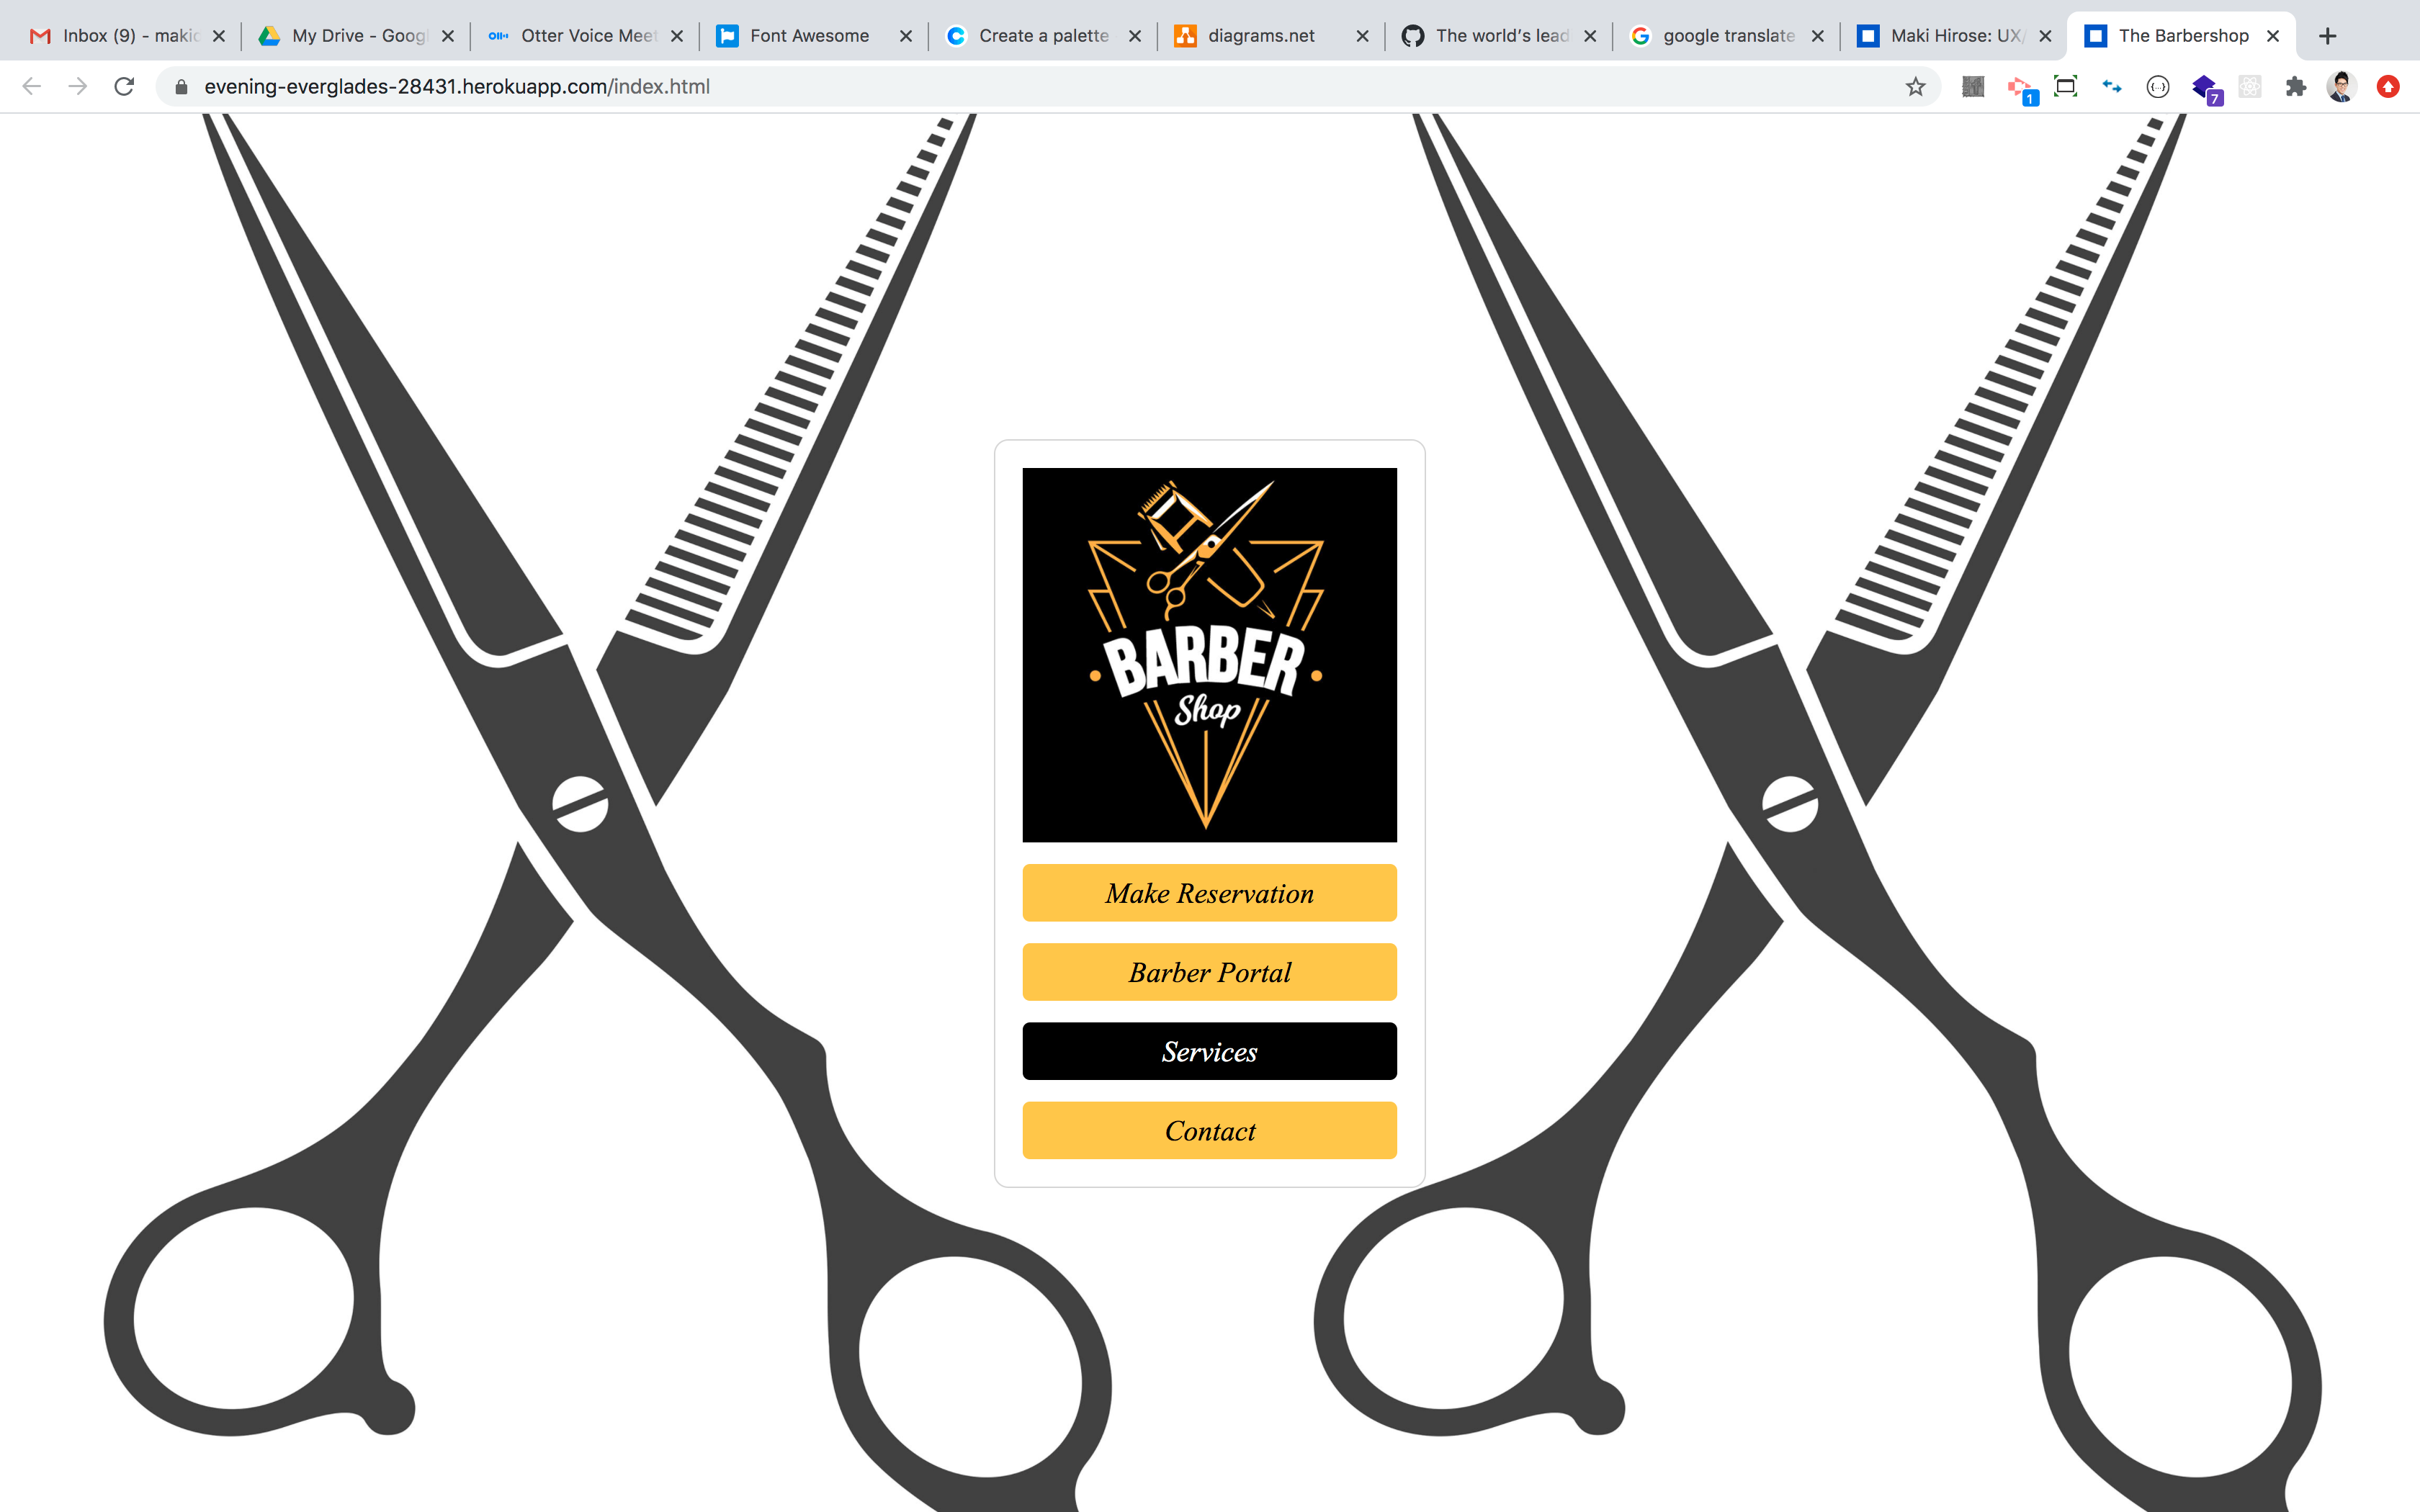 Inbox (9) - maki
My Drive - Goog
Otter Voice Meet
Font Awesome
Create a palette
diagrams.net
The world's lead
google translate
Maki Hirose: UX/
The Barbershop
evening-everglades-28431.herokuapp.com/index.html
1
{...}
7
BARBER
Shop
Make Reservation
Barber Portal
Services
Contact